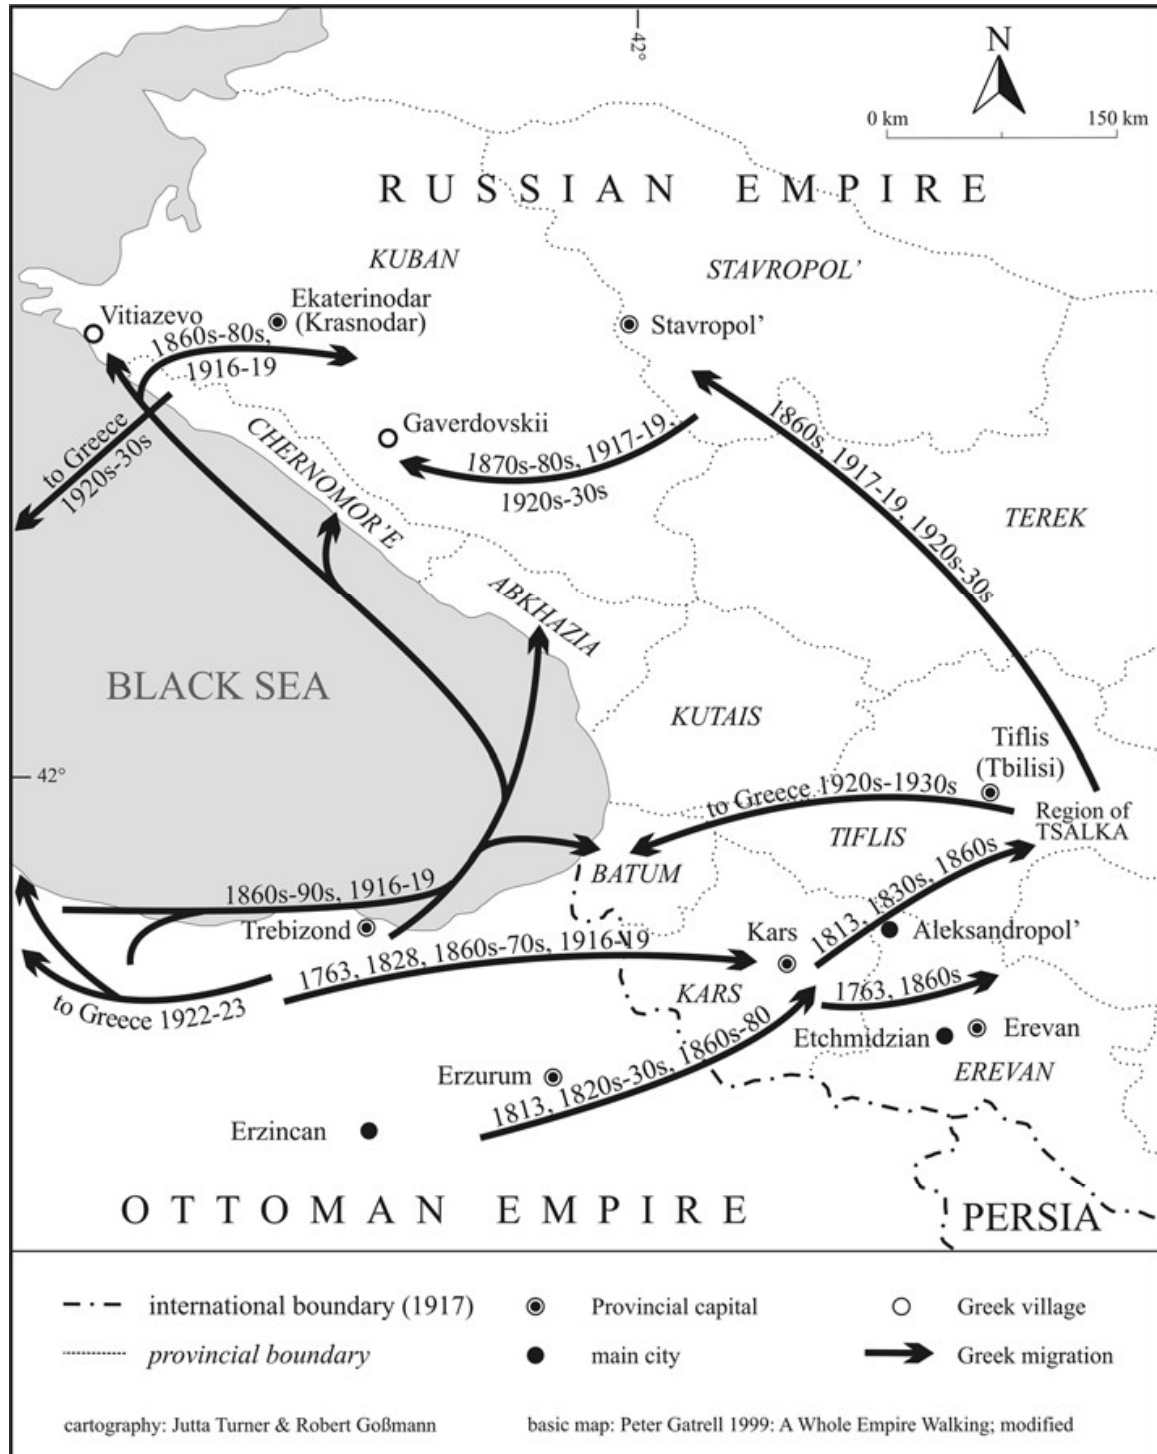 42°
N
0 km 150 km
RUSSIAN EMPIRE
KUBAN
STAVROPOL’
Vitiazevo
Ekaterinodar
(Krasnodar)
Stavropol’
1860s-80s,
1916-19
to Greece
1920s-30s
CHERNOMOR’E
Gaverdovskii
1870s-80s, 1917-19,
1920s-30s
1860s, 1917-19, 1920s-30s
TEREK
ABKHAZIA
BLACK SEA
KUTAIS
42°
Tiflis
(Tbilisi)
to Greece 1920s-1930s
Region of
TSALKA
TIFLIS
BATUM
1860s-90s, 1916-19
Trebizond
1813, 1830s, 1860s
Kars
Aleksandropol’
1763, 1828, 1860s-70s, 1916-19
to Greece 1922-23
KARS
1763, 1860s
Etchmidzian
Erevan
EREVAN
Erzurum
1813, 1820s-30s, 1860s-80
Erzincan
OTTOMAN EMPIRE
PERSIA
international boundary (1917)
Provincial capital
Greek village
provincial boundary
main city
Greek migration
cartography: Jutta Turner & Robert Goßmann
basic map: Peter Gatrell 1999: A Whole Empire Walking; modified